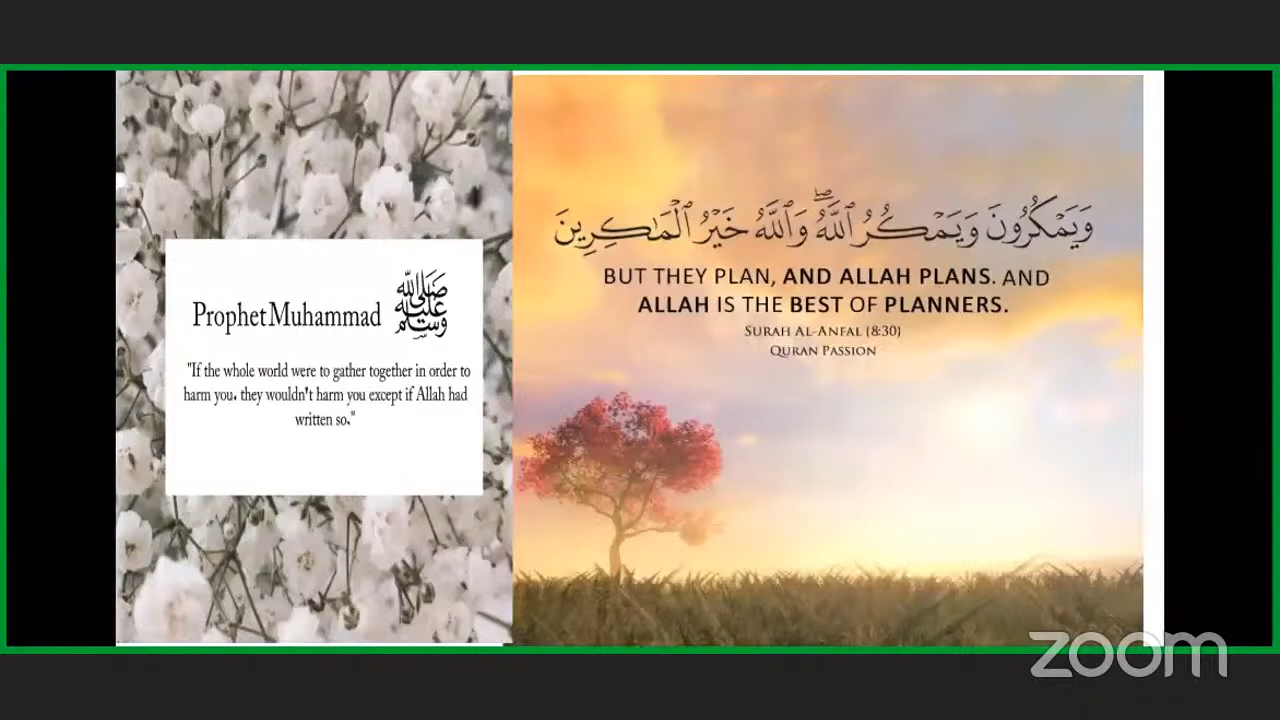 Prophet Muhammad ﷺ
"If the whole world were to gather together in order to
harm you, they wouldn't harm you except if Allah had
written so."
وَيَمْكُرُونَ وَيَمْكُرُ ٱللَّهُ ۖ وَٱللَّهُ خَيْرُ ٱلْمَـٰكِرِينَ
BUT THEY PLAN, AND ALLAH PLANS. AND
ALLAH IS THE BEST OF PLANNERS.
SURAH AL-ANFAL (8:30)
QURAN PASSION
zoom